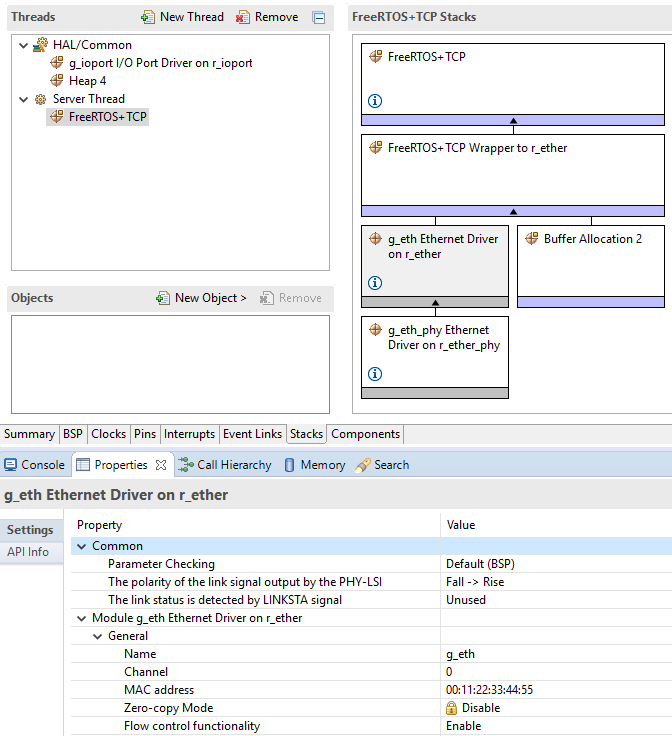 Threads
New Thread
Remove
HAL/Common
g_ioport I/O Port Driver on r_ioport
Heap 4
Server Thread
FreeRTOS+TCP
Objects
New Object >
Remove
FreeRTOS+TCP Stacks
FreeRTOS+TCP
FreeRTOS+TCP Wrapper to r_ether
g_eth Ethernet Driver
on r_ether
Buffer Allocation 2
g_eth_phy Ethernet
Driver on r_ether_phy
Summary BSP Clocks Pins Interrupts Event Links Stacks Components
Console Properties Call Hierarchy Memory Search
g_eth Ethernet Driver on r_ether
Settings
API Info
Property Value
Common
Parameter Checking Default (BSP)
The polarity of the link signal output by the PHY-LSI Fall -> Rise
The link status is detected by LINKSTA signal Unused
Module g_eth Ethernet Driver on r_ether
General
Name g_eth
Channel 0
MAC address 00:11:22:33:44:55
Zero-copy Mode Disable
Flow control functionality Enable